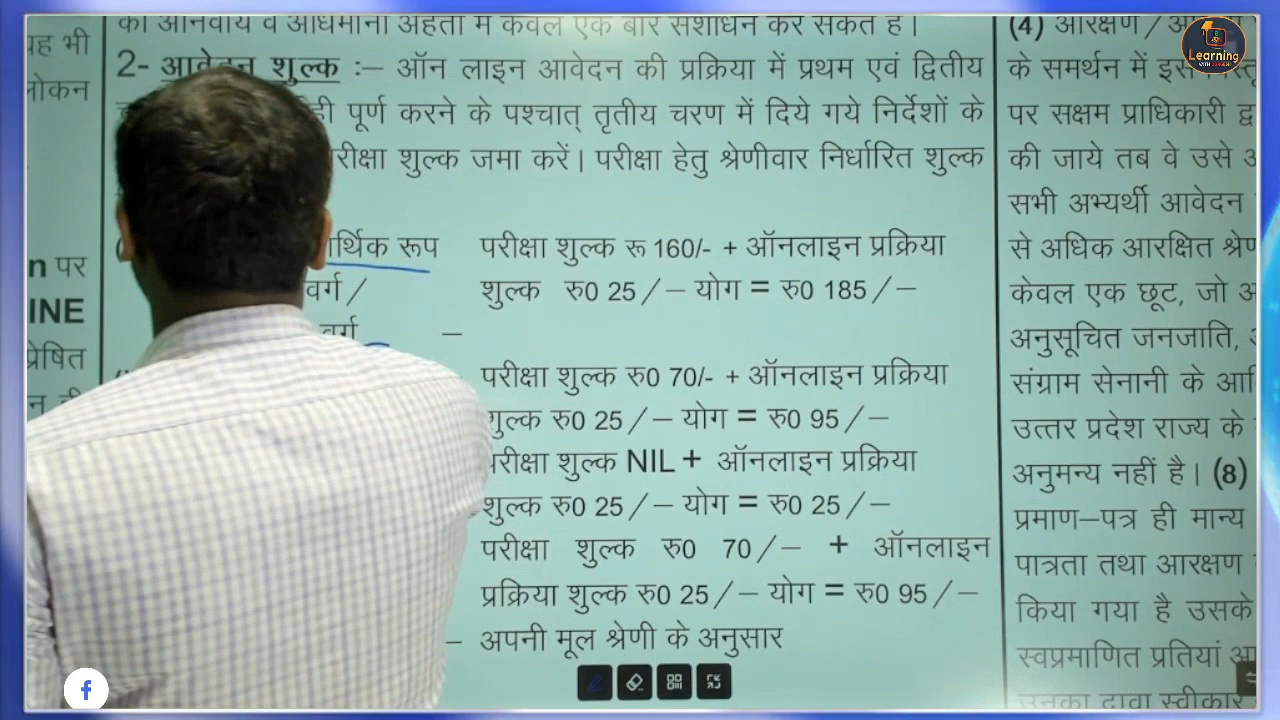 यह भी
लोकन
n पर
INE
प्रेषित
को अनिवार्य व अधिमानी अर्हता में केवल एक बार संशोधन कर सकते हैं।
2- आवेदन शुल्क :– ऑन लाइन आवेदन की प्रक्रिया में प्रथम एवं द्वितीय
पूर्ण करने के पश्चात् तृतीय चरण में दिये गये निर्देशों के
शुल्क जमा करें। परीक्षा हेतु श्रेणीवार निर्धारित शुल्क
रूप परीक्षा शुल्क रू 160/- + ऑनलाइन प्रक्रिया
वर्ग / शुल्क रु0 25 /– योग = रु0 185 /–
वर्ग –
परीक्षा शुल्क रु0 70/- + ऑनलाइन प्रक्रिया
शुल्क रु0 25 /– योग = रु0 95 /–
परीक्षा शुल्क NIL + ऑनलाइन प्रक्रिया
शुल्क रु0 25 /– योग = रु0 25 /–
परीक्षा शुल्क रु0 70 /– + ऑनलाइन
प्रक्रिया शुल्क रु0 25 /– योग = रु0 95 /–
– अपनी मूल श्रेणी के अनुसार
(4) आरक्षण /
के समर्थन में
पर सक्षम प्राधिकारी
की जाये तब वे उसे
सभी अभ्यर्थी आवेदन
से अधिक आरक्षित
केवल एक छूट, जो
अनुसूचित जनजाति,
संग्राम सेनानी के
उत्तर प्रदेश राज्य के
अनुमन्य नहीं है। (8)
प्रमाण–पत्र ही मान्य
पात्रता तथा आरक्षण
किया गया है उसके
स्वप्रमाणित प्रतियां
उनका दावा स्वीकार
Learning
f